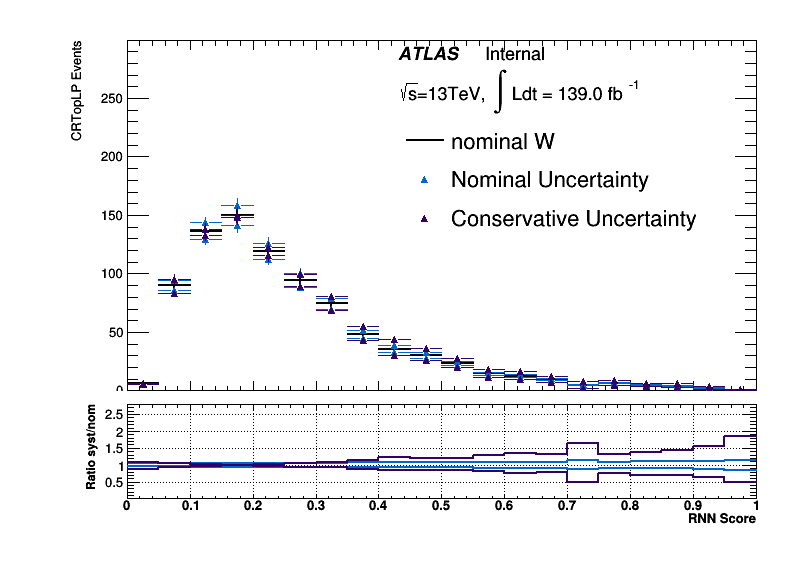 CRTopLP Events
ATLAS Internal
√s=13TeV, ∫ Ldt = 139.0 fb -1
nominal W
Nominal Uncertainty
Conservative Uncertainty
250
200
150
100
50
0
Ratio syst/nom
2.5
2
1.5
1
0.5
0 0.1 0.2 0.3 0.4 0.5 0.6 0.7 0.8 0.9 1
RNN Score